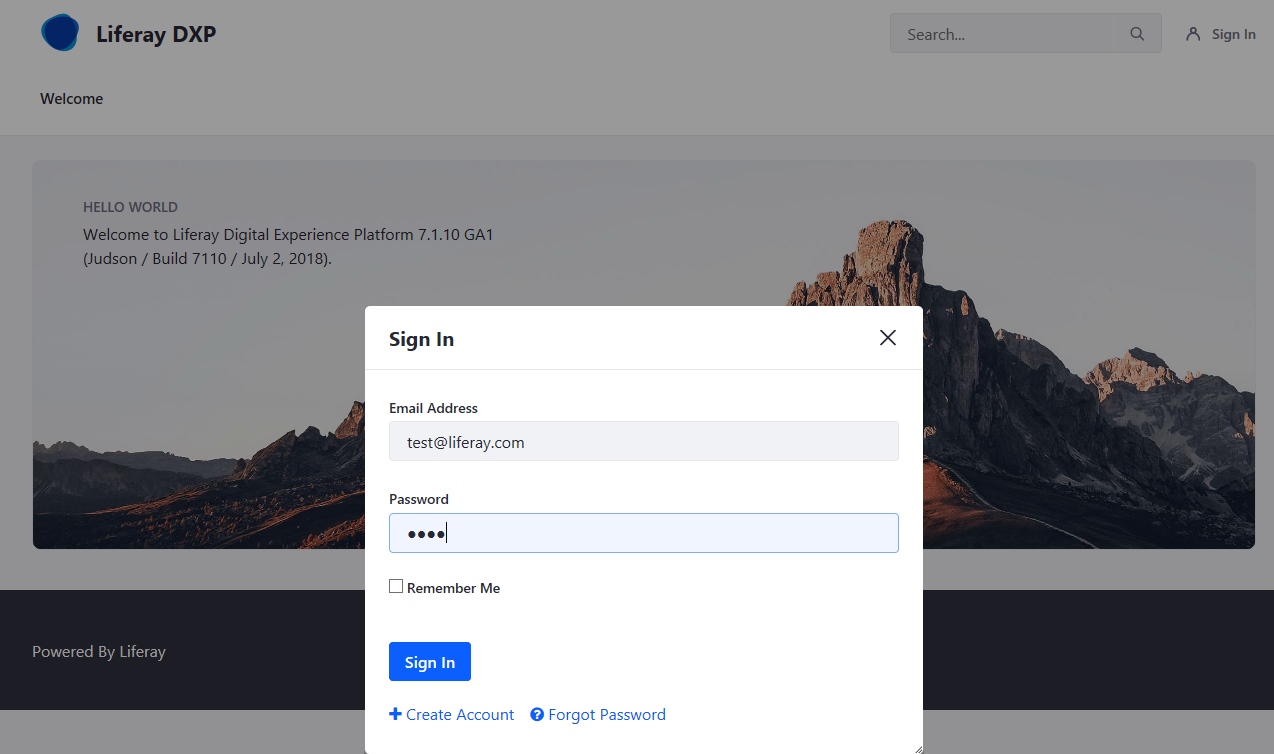 Liferay DXP
Search...
Sign In
Welcome
HELLO WORLD
Welcome to Liferay Digital Experience Platform 7.1.10 GA1
(Judson / Build 7110 / July 2, 2018).
Sign In
Email Address
test@liferay.com
Password
●●●●
Remember Me
Sign In
Create Account
Forgot Password
Powered By Liferay